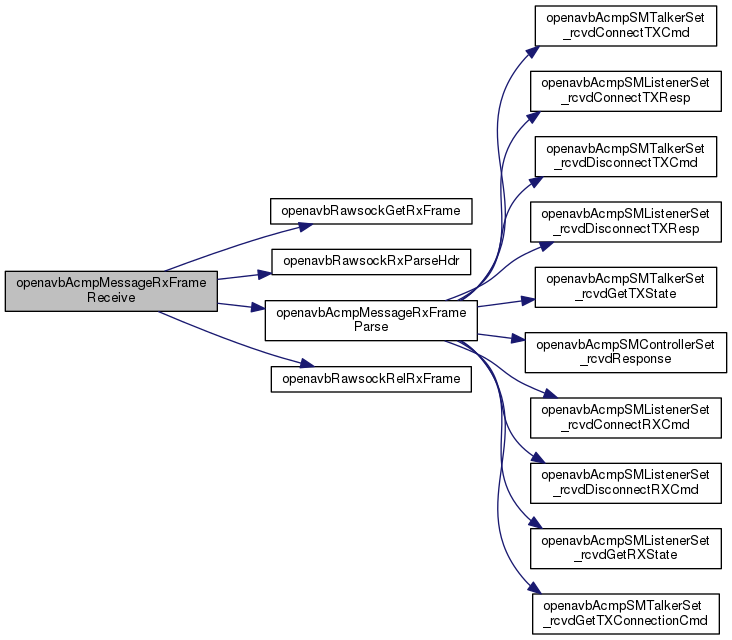 openavbAcmpMessageRxFrame
Receive
openavbRawsockGetRxFrame
openavbRawsockRxParseHdr
openavbAcmpMessageRxFrame
Parse
openavbRawsockRelRxFrame
openavbAcmpSMTalkerSet
_rcvdConnectTXCmd
openavbAcmpSMListenerSet
_rcvdConnectTXResp
openavbAcmpSMTalkerSet
_rcvdDisconnectTXCmd
openavbAcmpSMListenerSet
_rcvdDisconnectTXResp
openavbAcmpSMTalkerSet
_rcvdGetTXState
openavbAcmpSMControllerSet
_rcvdResponse
openavbAcmpSMListenerSet
_rcvdConnectRXCmd
openavbAcmpSMListenerSet
_rcvdDisconnectRXCmd
openavbAcmpSMListenerSet
_rcvdGetRXState
openavbAcmpSMTalkerSet
_rcvdGetTXConnectionCmd